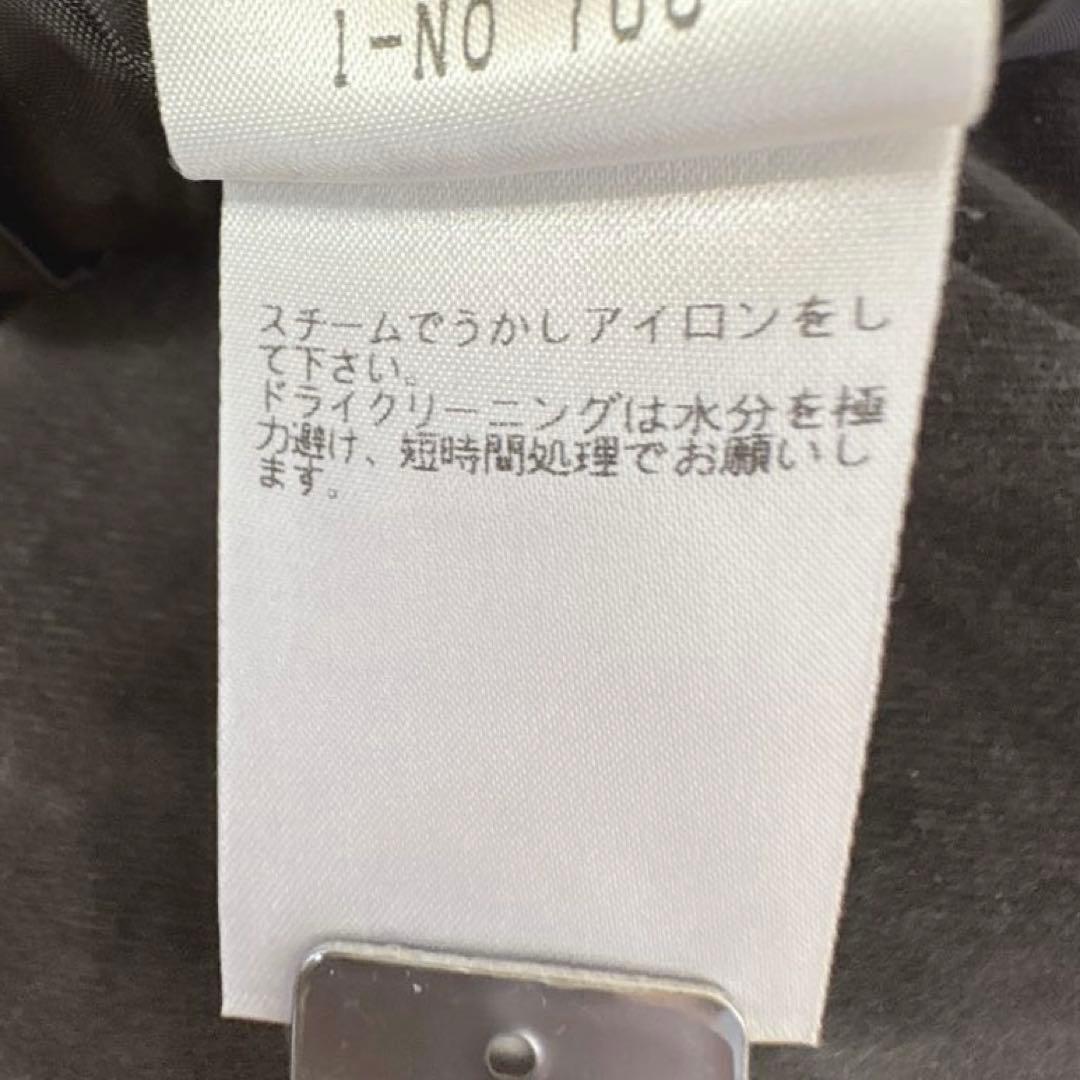 I-NO
スチームでうかしアイロンをし
て下さい。
ドライクリーニングは水分を極
力避け、短時間処理でお願いし
ます。